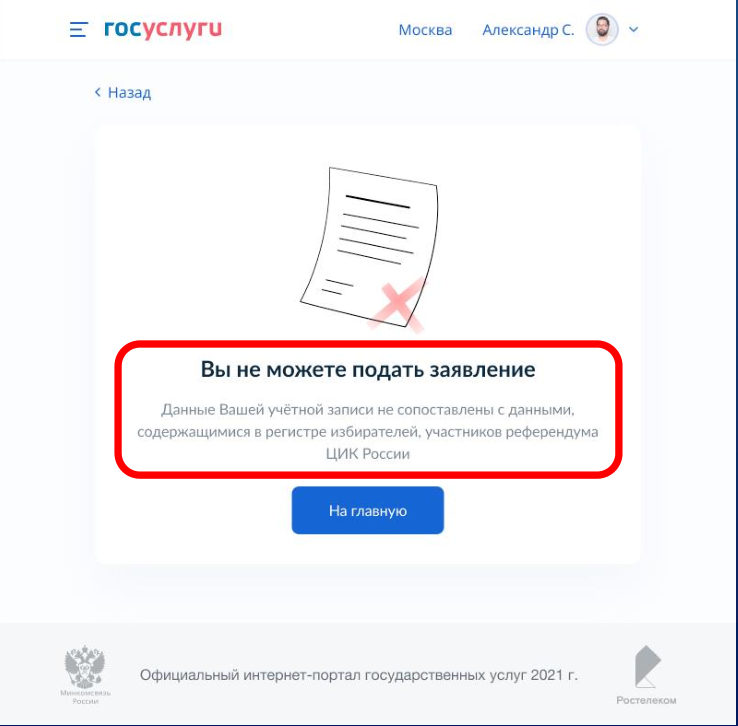 госуслуги
Москва
Александр С.
Назад
Вы не можете подать заявление
Данные Вашей учётной записи не сопоставлены с данными,
содержащимися в регистре избирателей, участников референдума
ЦИК России
На главную
Минкомсвязь
России
Официальный интернет-портал государственных услуг 2021 г.
Ростелеком